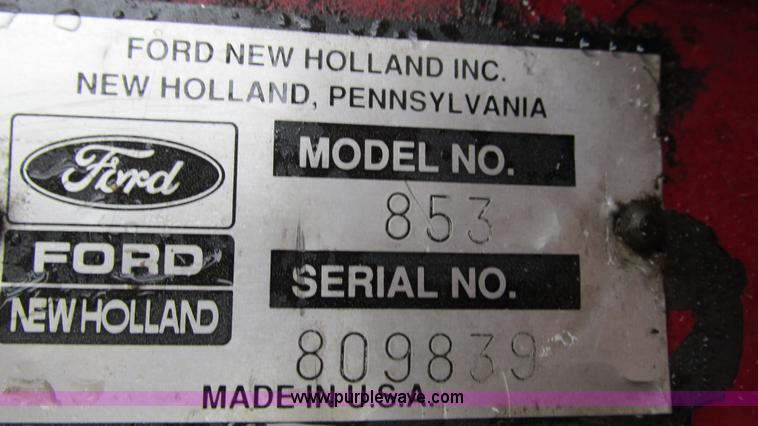 FORD NEW HOLLAND INC.
NEW HOLLAND, PENNSYLVANIA
Ford
FORD
NEW HOLLAND
MODEL NO.
853
SERIAL NO.
809839
MADE IN U.S.A.
www.purplewave.com